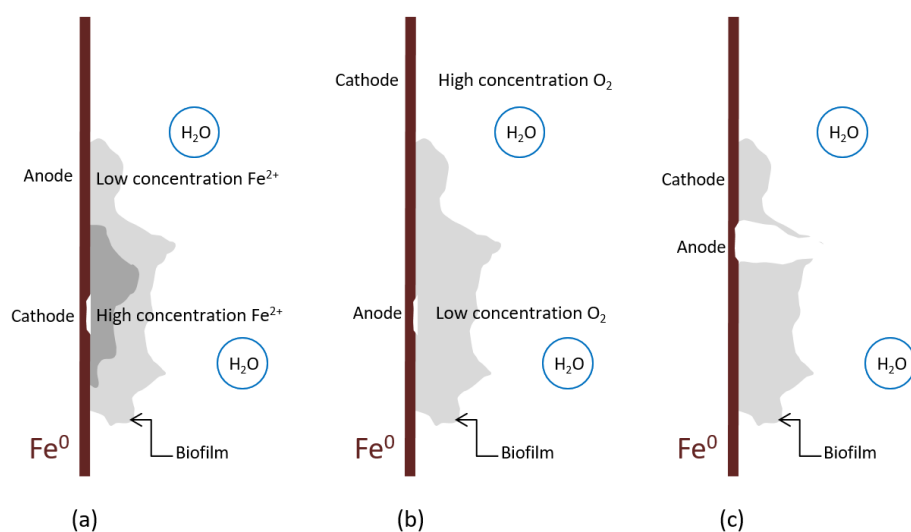 H₂O
Anode
Low concentration Fe²⁺
Cathode
High concentration Fe²⁺
H₂O
Fe⁰
Biofilm
(a)
Cathode
High concentration O₂
H₂O
Anode
Low concentration O₂
H₂O
Biofilm
(b)
H₂O
Cathode
Anode
H₂O
Fe⁰
Biofilm
(c)